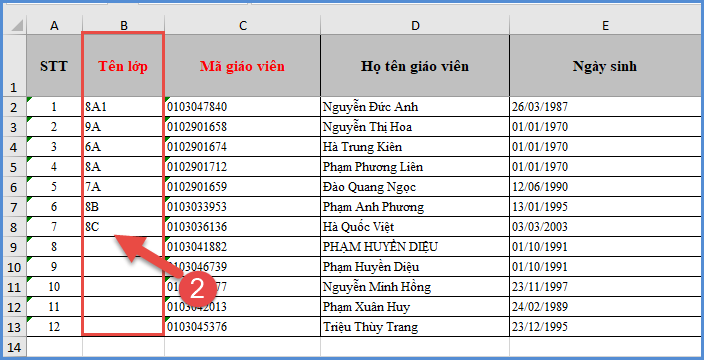 A B C D E
1 STT Tên lớp Mã giáo viên Họ tên giáo viên Ngày sinh
2 1 8A1 0103047840 Nguyễn Đức Anh 26/03/1987
3 2 9A 0102901658 Nguyễn Thị Hoa 01/01/1970
4 3 6A 0102901674 Hà Trung Kiên 01/01/1970
5 4 8A 0102901712 Phạm Phương Liên 01/01/1970
6 5 7A 0102901659 Đào Quang Ngọc 12/06/1990
7 6 8B 0103033953 Phạm Anh Phương 13/01/1995
8 7 8C 0103036136 Hà Quốc Việt 03/03/2003
9 8 0103041882 PHẠM HUYỀN DIỆU 01/10/1991
10 9 Phạm Huyền Diệu 01/10/1991
11 10 Nguyễn Minh Hồng 23/11/1997
12 11 Phạm Xuân Huy 24/02/1989
13 12 0103045376 Triệu Thùy Trang 23/12/1995
14
2